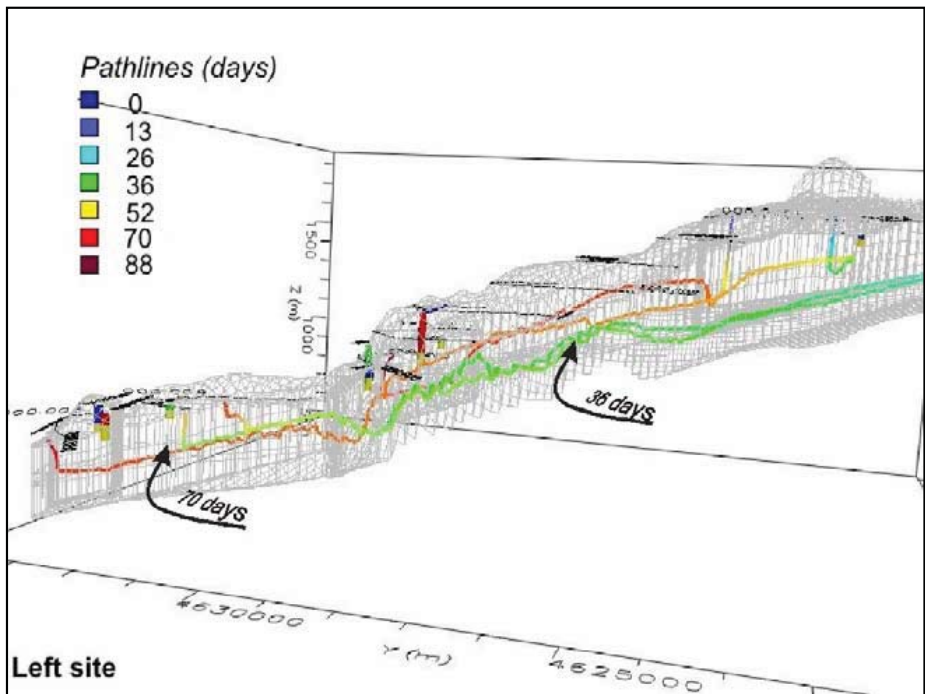 Pathlines (days)
0
13
26
36
52
70
88
1500
1000
Z (m)
36 days
70 days
4630000
Y (m)
4625000
Left site